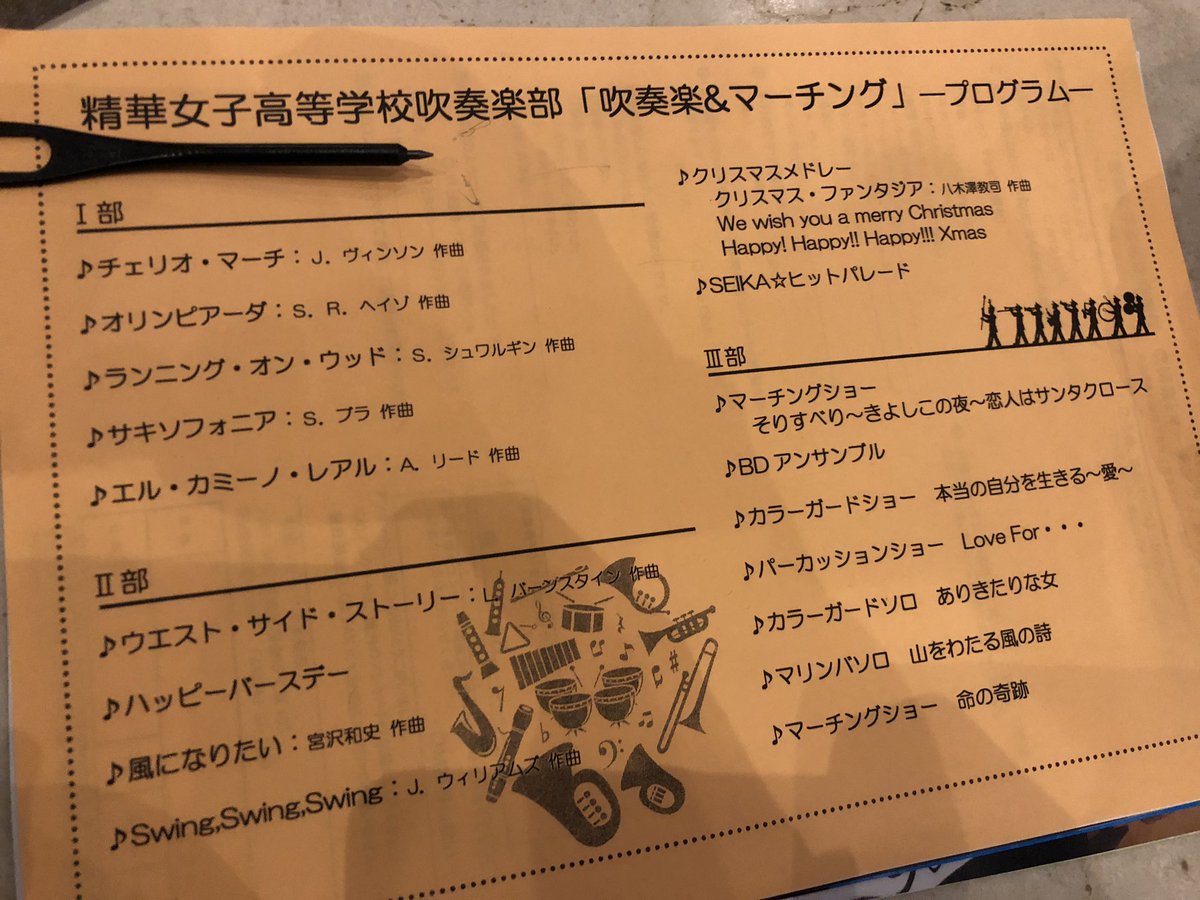 精華女子高等学校吹奏楽部「吹奏楽&マーチング」―プログラム―
Ⅰ部
♪チェリオ・マーチ：J．ヴィンソン 作曲
♪オリンピアーダ：S．R．ヘイゾ 作曲
♪ランニング・オン・ウッド：S．シュワルギン 作曲
♪サキソフォニア：S．プラ 作曲
♪エル・カミーノ・レアル：A．リード 作曲
Ⅱ部
♪ウエスト・サイド・ストーリー：L．バーンスタイン 作曲
♪ハッピーバースデー
♪風になりたい：宮沢和史 作曲
♪Swing,Swing,Swing：J．ウィリアムズ 作曲
♪クリスマスメドレー
クリスマス・ファンタジア：八木澤教司 作曲
We wish you a merry Christmas
Happy! Happy!! Happy!!! Xmas
♪SEIKA☆ヒットパレード
Ⅲ部
♪マーチングショー
そりすべり～きよしこの夜～恋人はサンタクロース
♪BDアンサンブル
♪カラーガードショー　本当の自分を生きる～愛～
♪パーカッションショー　Love For・・・
♪カラーガードソロ　ありきたりな女
♪マリンバソロ　山をわたる風の詩
♪マーチングショー　命の奇跡